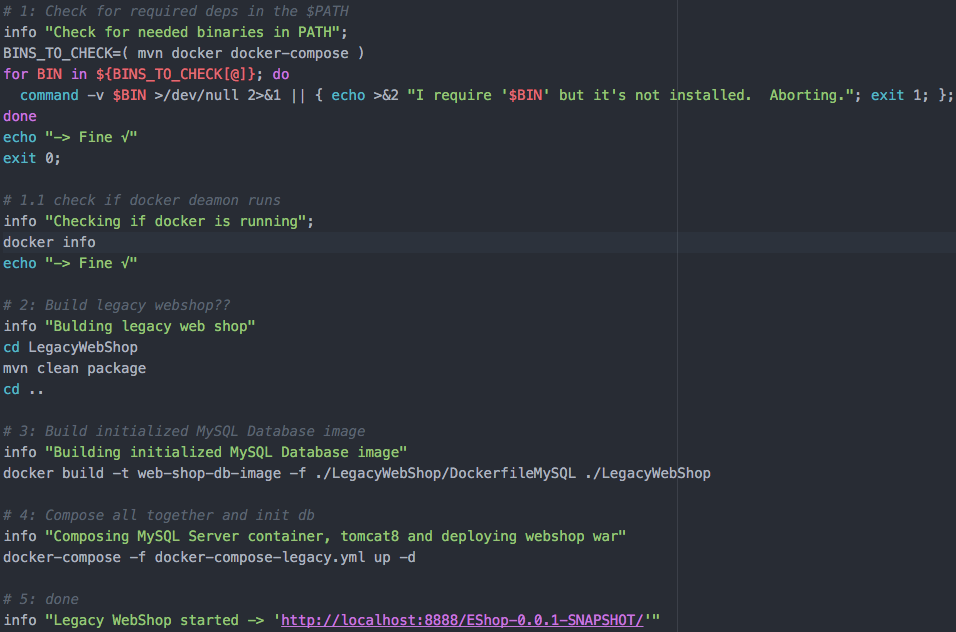 # 1: Check for required deps in the $PATH
info "Check for needed binaries in PATH";
BINS_TO_CHECK=( mvn docker docker-compose )
for BIN in ${BINS_TO_CHECK[@]}; do
  command -v $BIN >/dev/null 2>&1 || { echo >&2 "I require '$BIN' but it's not installed.  Aborting."; exit 1; };
done
echo "-> Fine √"
exit 0;

# 1.1 check if docker deamon runs
info "Checking if docker is running";
docker info
echo "-> Fine √"

# 2: Build legacy webshop??
info "Bulding legacy web shop"
cd LegacyWebShop
mvn clean package
cd ..

# 3: Build initialized MySQL Database image
info "Building initialized MySQL Database image"
docker build -t web-shop-db-image -f ./LegacyWebShop/DockerfileMySQL ./LegacyWebShop

# 4: Compose all together and init db
info "Composing MySQL Server container, tomcat8 and deploying webshop war"
docker-compose -f docker-compose-legacy.yml up -d

# 5: done
info "Legacy WebShop started -> 'http://localhost:8888/EShop-0.0.1-SNAPSHOT/'"